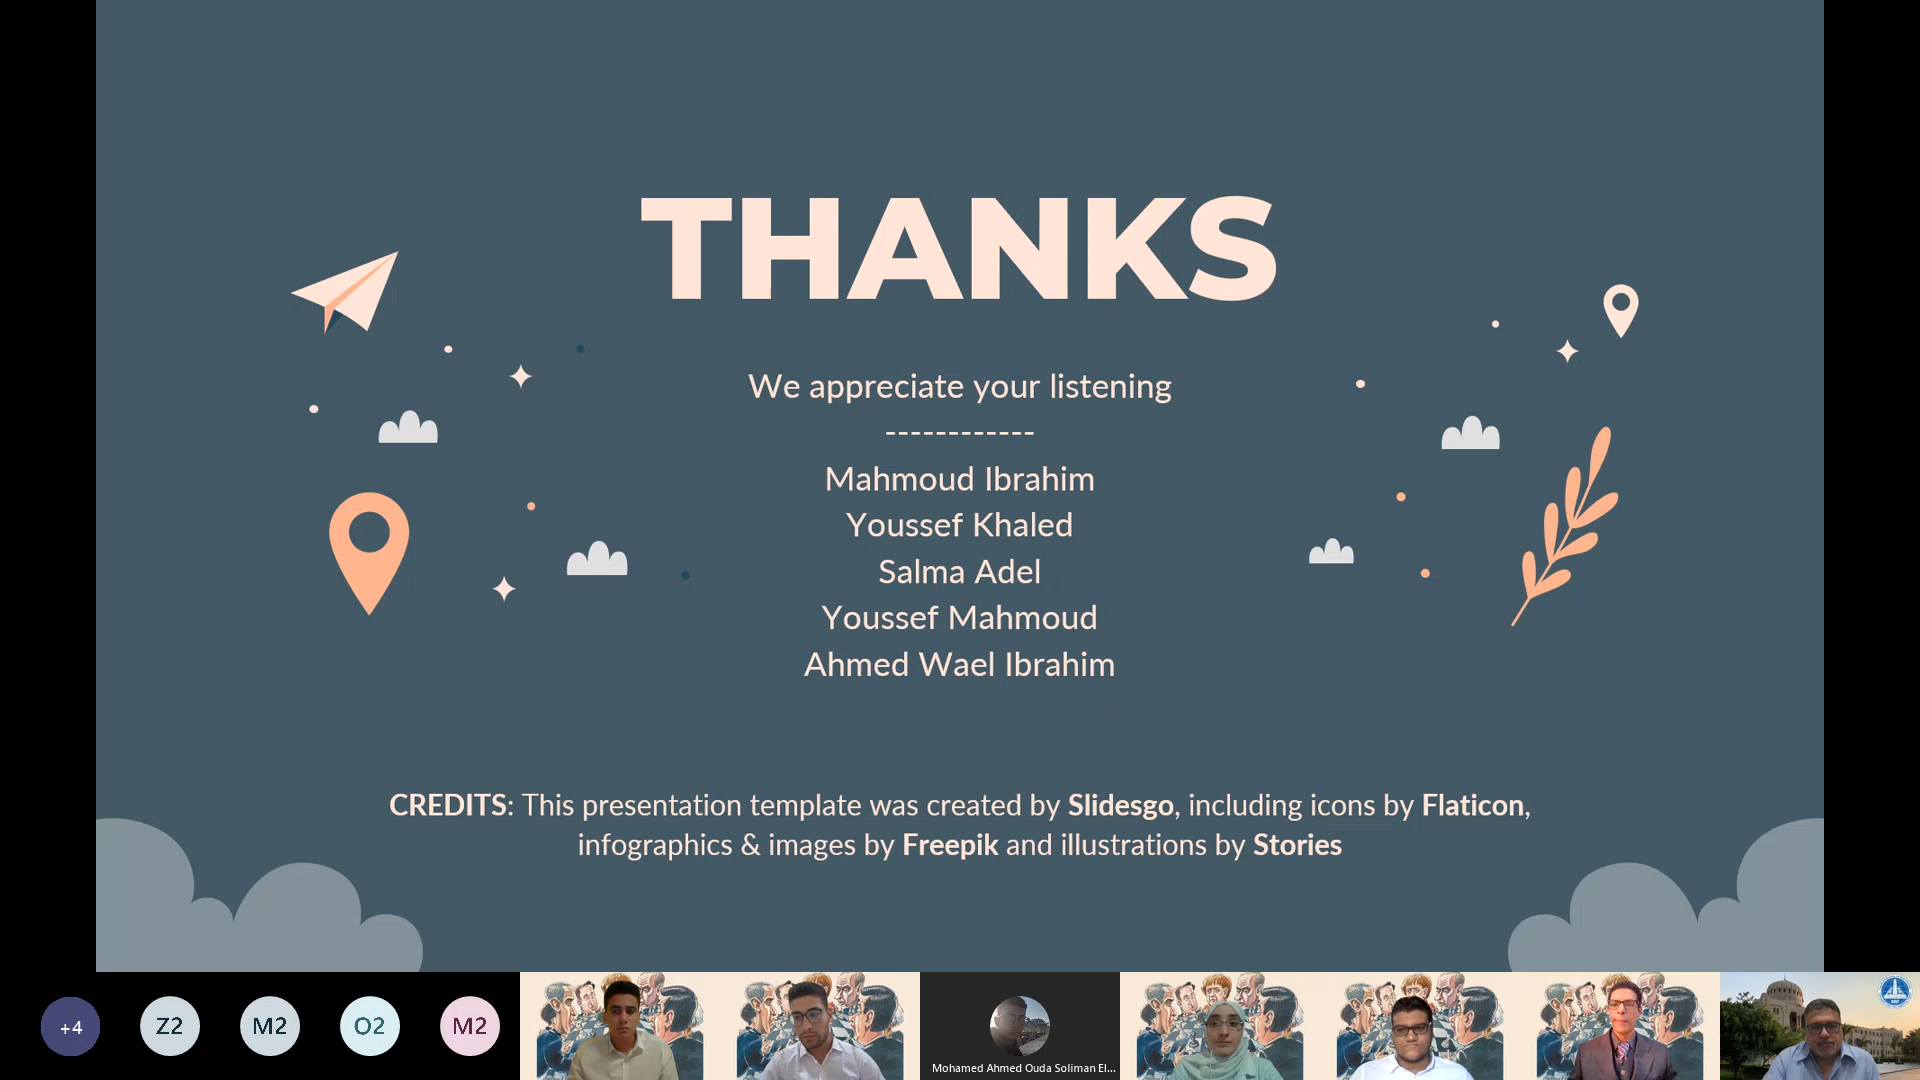 THANKS
We appreciate your listening
------------
Mahmoud Ibrahim
Youssef Khaled
Salma Adel
Youssef Mahmoud
Ahmed Wael Ibrahim
CREDITS: This presentation template was created by Slidesgo, including icons by Flaticon,
infographics & images by Freepik and illustrations by Stories
+4
Z2
M2
O2
M2
Mohamed Ahmed Ouda Soliman El...